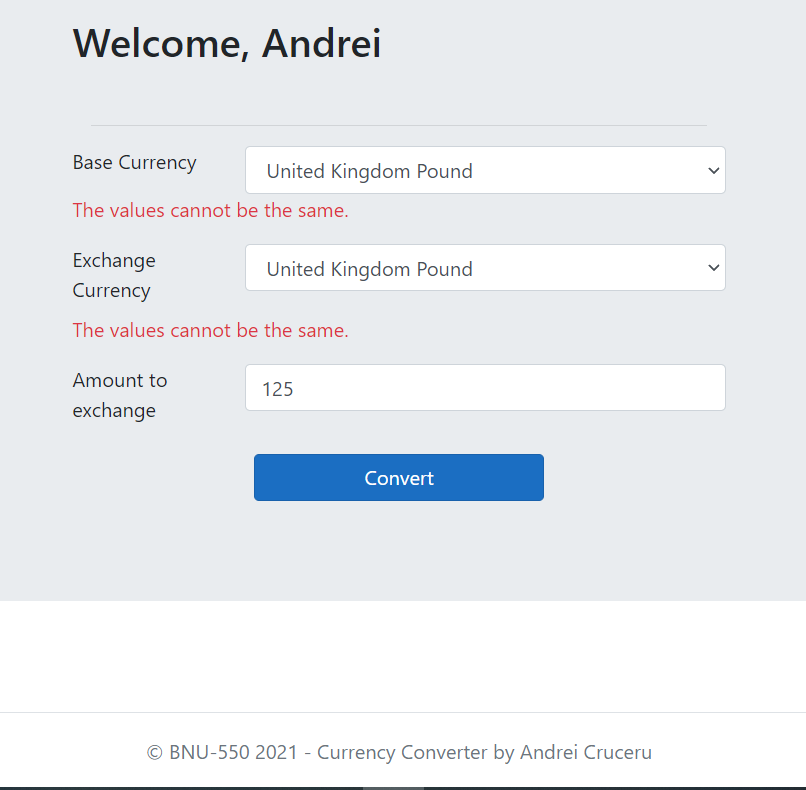 Welcome, Andrei
Base Currency
United Kingdom Pound
The values cannot be the same.
Exchange
Currency
United Kingdom Pound
The values cannot be the same.
Amount to
exchange
125
Convert
© BNU-550 2021 - Currency Converter by Andrei Cruceru